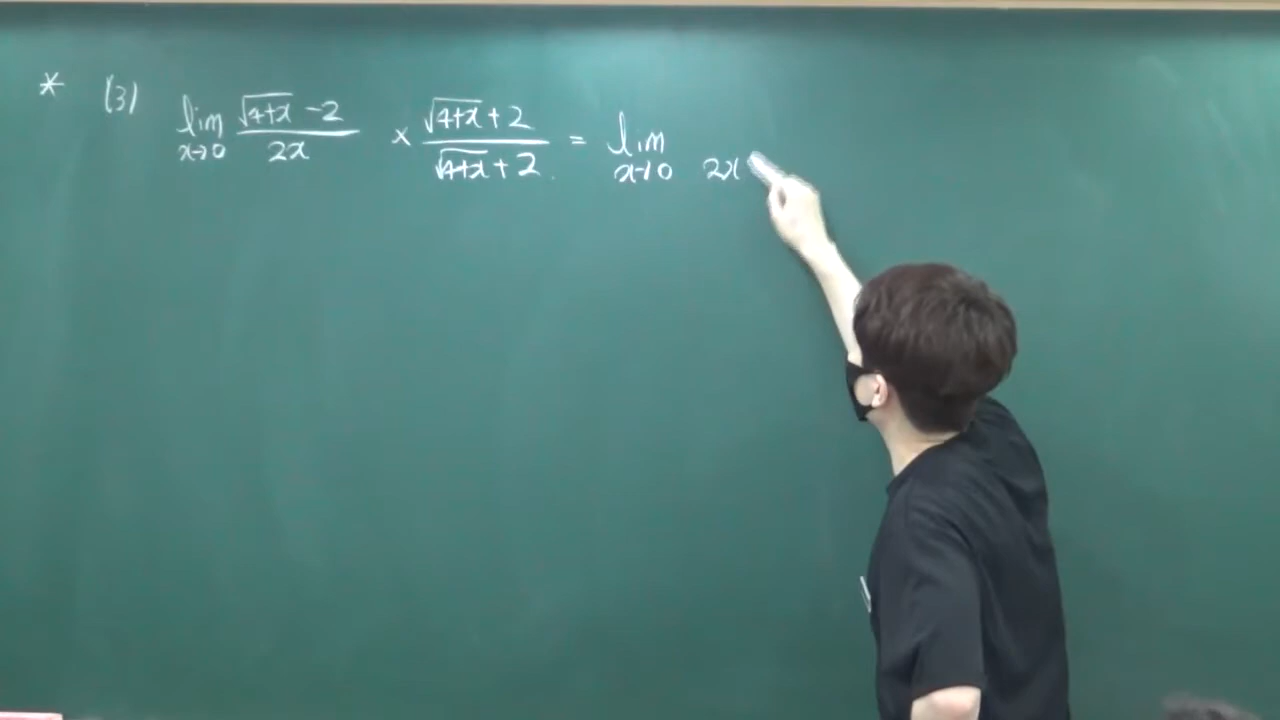 * (3) lim x→0 (√(4+x) -2)/(2x) × (√(4+x) +2)/(√(4+x) +2) = lim x→0 2x